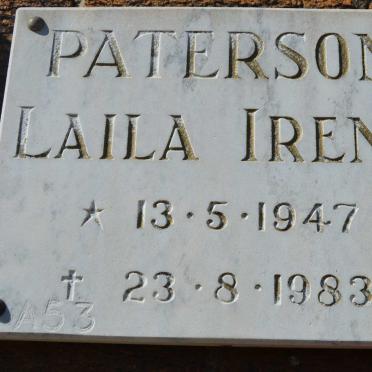 PATERSON
LAILA IREN
★ 13·5·1947
✝ 23·8·1983
A53